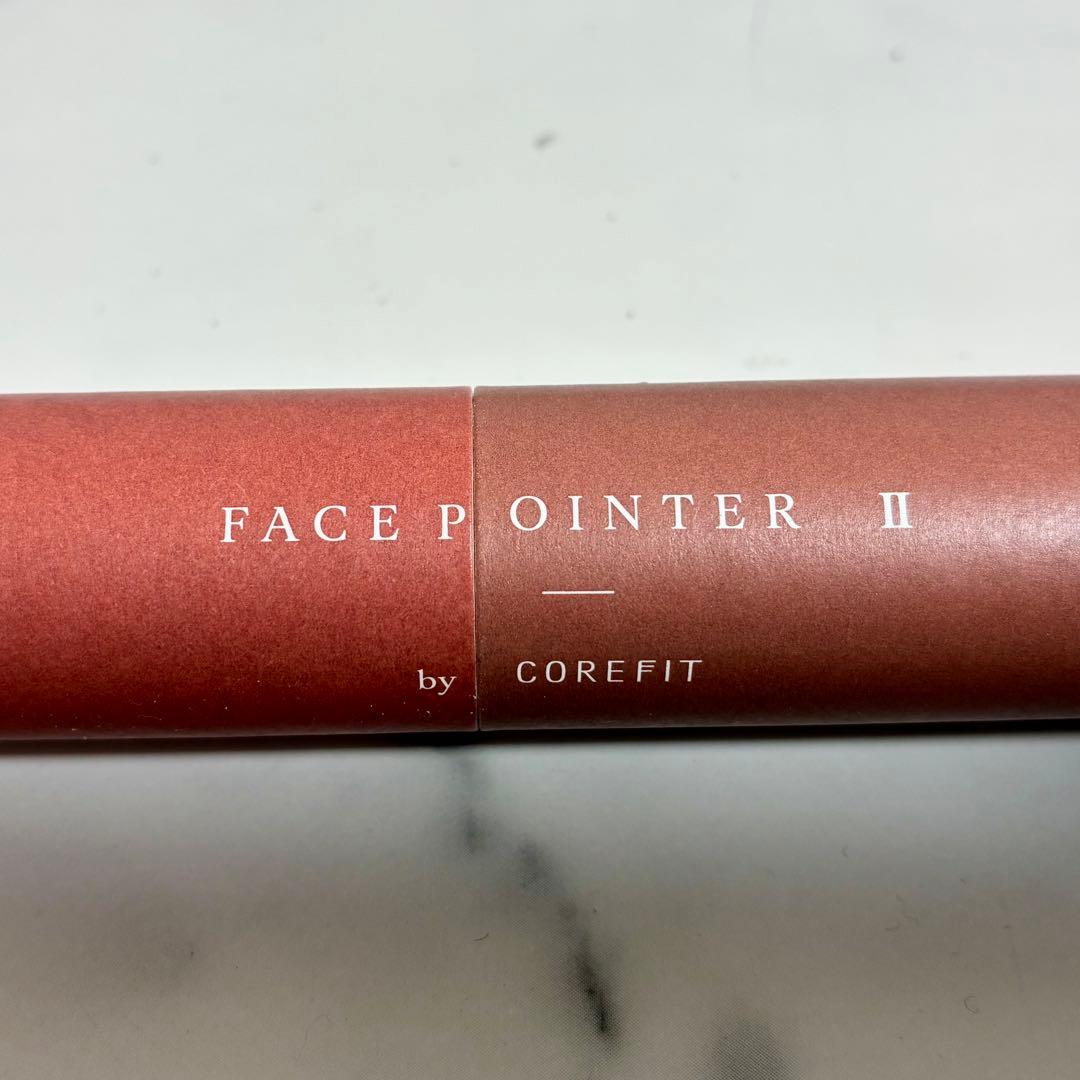 FACE POINTER Ⅱ
by COREFIT